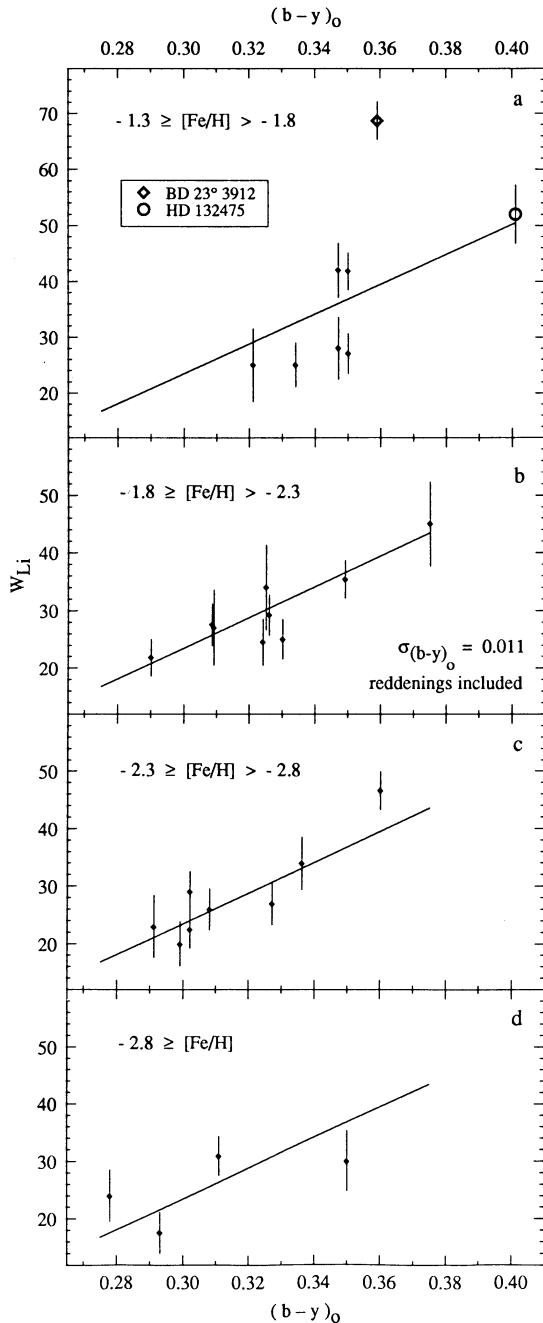 (b-y)o
0.28 0.30 0.32 0.34 0.36 0.38 0.40
a
- 1.3 ≥ [Fe/H] > - 1.8
BD 23° 3912
HD 132475
70
60
50
40
30
20
b
- 1.8 ≥ [Fe/H] > - 2.3
σ(b-y)o = 0.011
reddenings included
50
40
30
20
WLi
c
- 2.3 ≥ [Fe/H] > - 2.8
50
40
30
20
d
- 2.8 ≥ [Fe/H]
50
40
30
20
0.28 0.30 0.32 0.34 0.36 0.38 0.40
(b-y)o